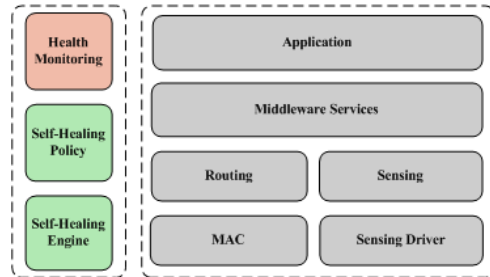 Health
Monitoring
Self-Healing
Policy
Self-Healing
Engine
Application
Middleware Services
Routing
Sensing
MAC
Sensing Driver